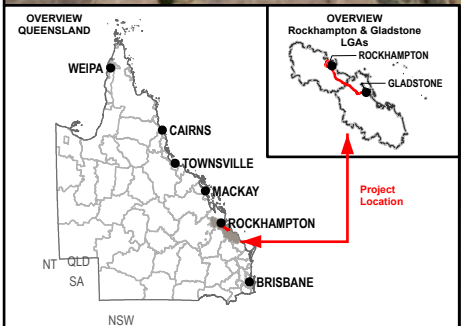 OVERVIEW
QUEENSLAND
WEIPA
CAIRNS
TOWNSVILLE
MACKAY
ROCKHAMPTON
BRISBANE
NT
QLD
SA
NSW
OVERVIEW
Rockhampton & Gladstone
LGAs
ROCKHAMPTON
GLADSTONE
Project
Location